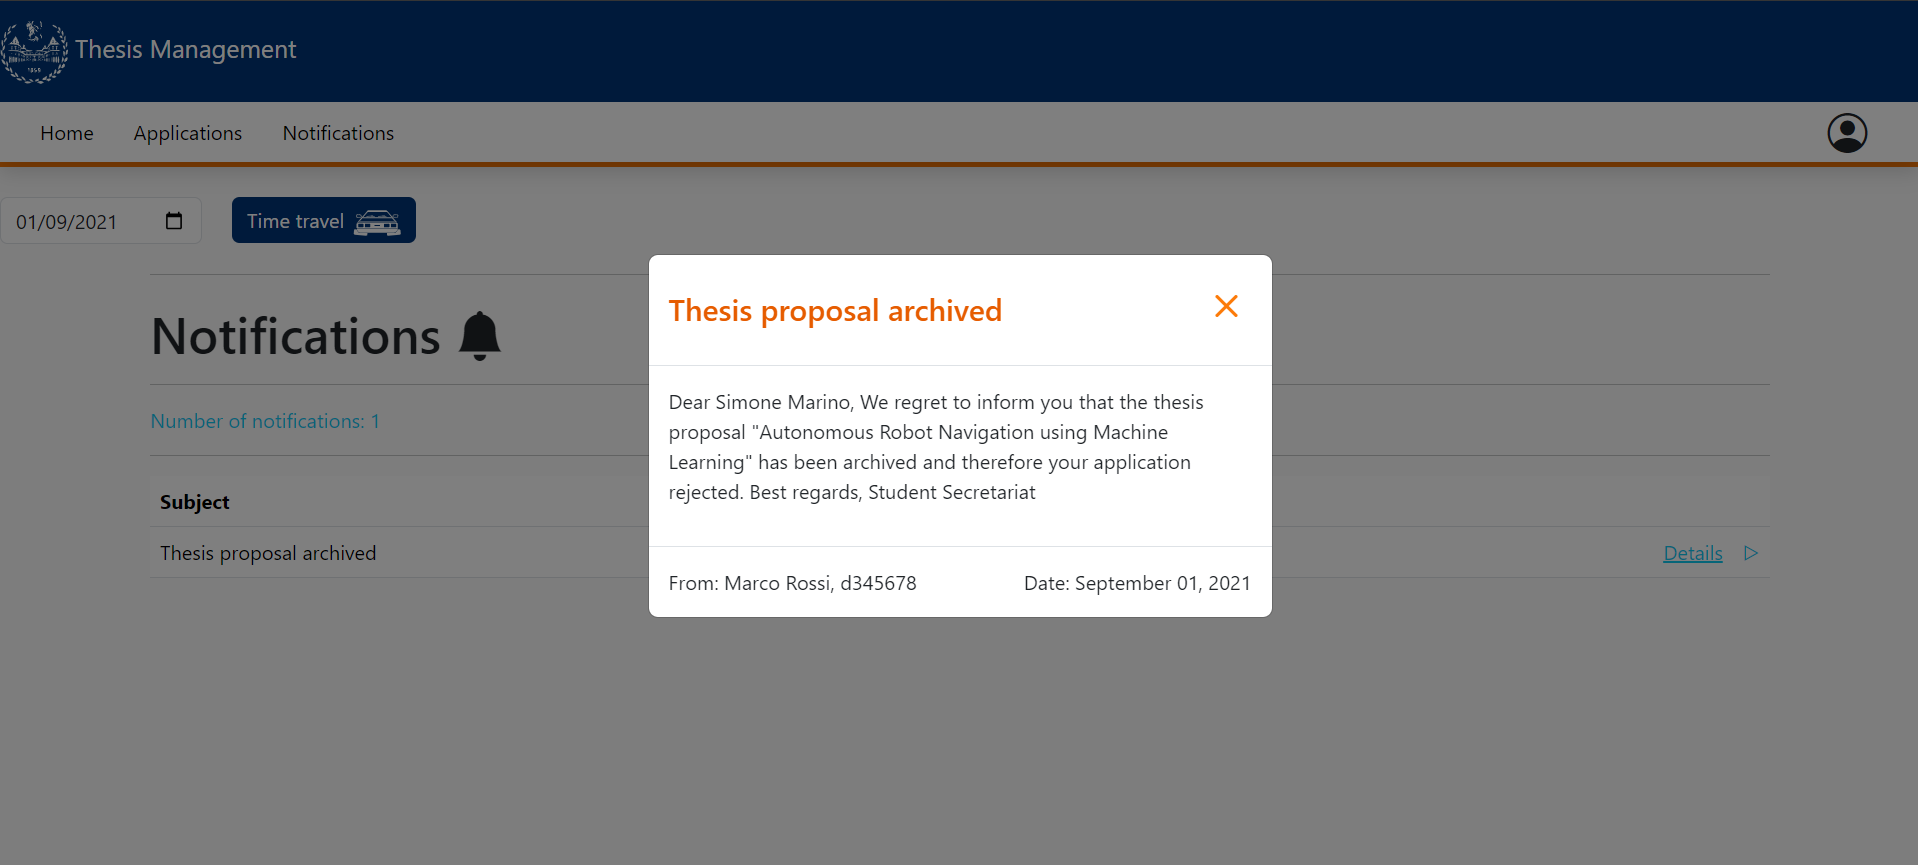 1859
Thesis Management
Home
Applications
Notifications
01/09/2021
Time travel
Notifications
Number of notifications: 1
Subject
Thesis proposal archived
Details
Thesis proposal archived
Dear Simone Marino, We regret to inform you that the thesis
proposal "Autonomous Robot Navigation using Machine
Learning" has been archived and therefore your application
rejected. Best regards, Student Secretariat
From: Marco Rossi, d345678
Date: September 01, 2021